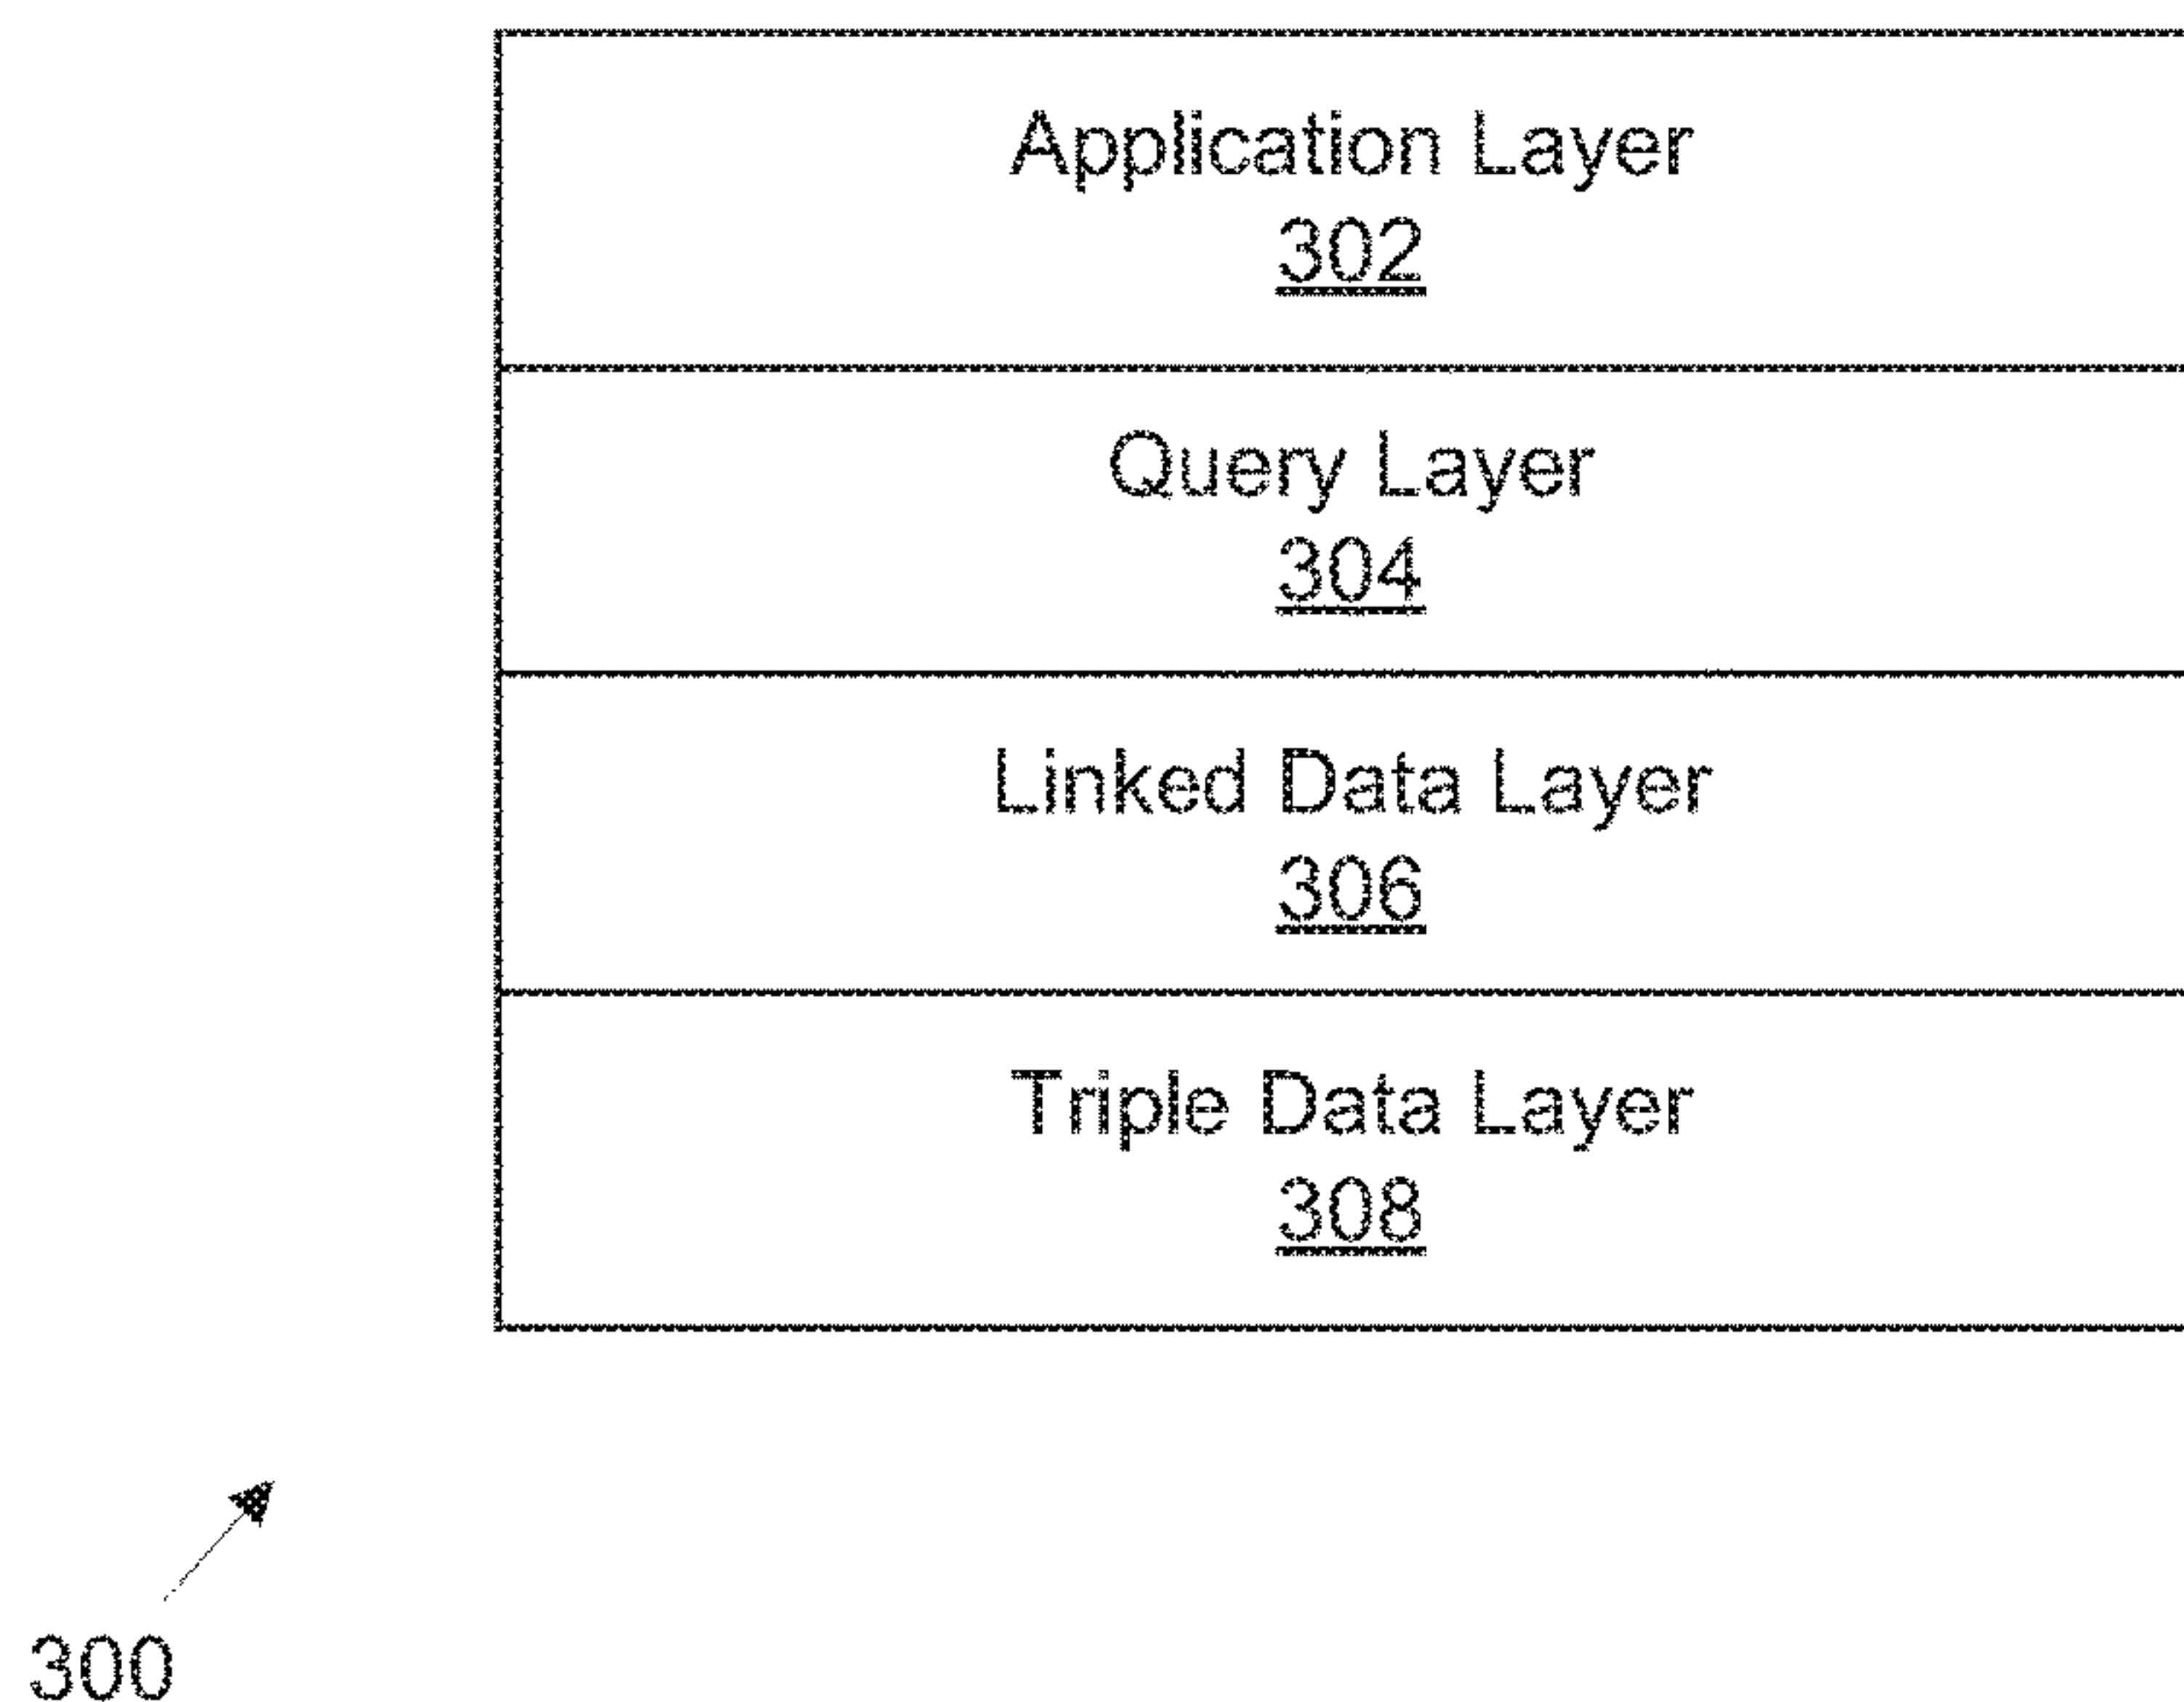 Application Layer
302
Query Layer
304
Linked Data Layer
306
Triple Data Layer
308
300